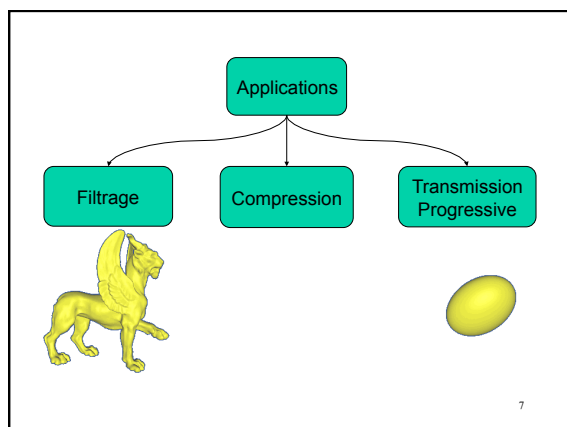 Applications
Filtrage
Compression
Transmission
Progressive
7